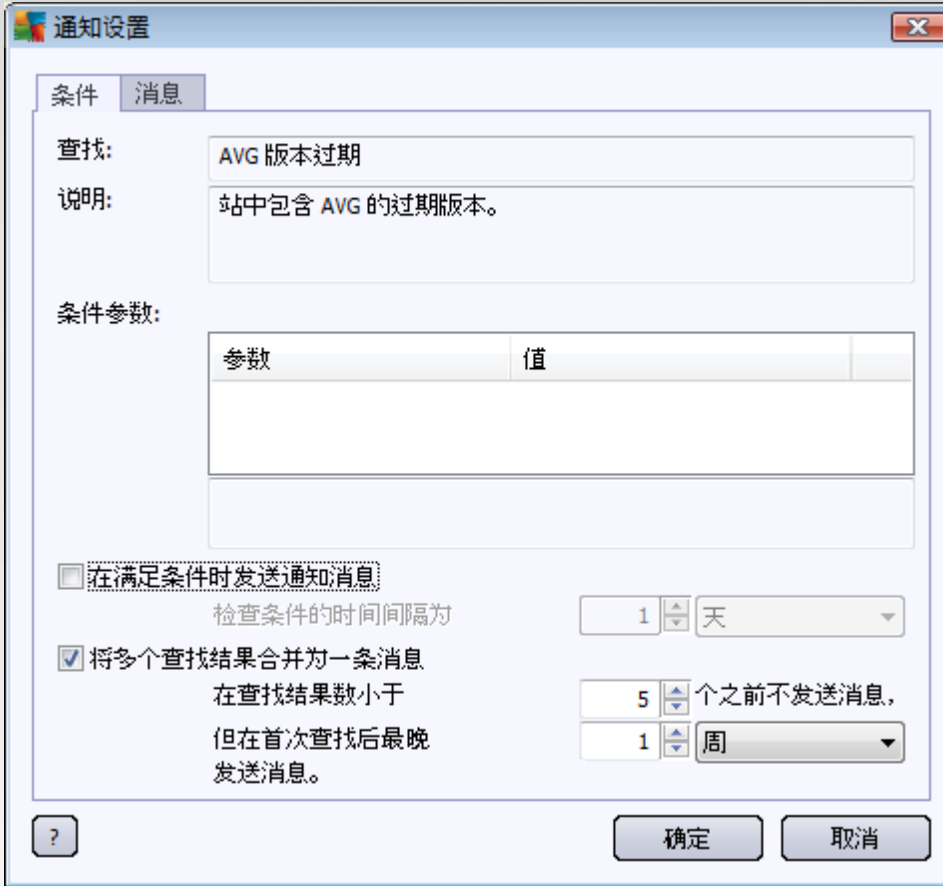 通知设置
条件 消息
查找: AVG 版本过期
说明: 站中包含 AVG 的过期版本。
条件参数:
参数 值
在满足条件时发送通知消息
检查条件的时间间隔为 1 天
将多个查找结果合并为一条消息
在查找结果数小于 5 个之前不发送消息，
但在首次查找后最晚 1 周
发送消息。
? 确定 取消